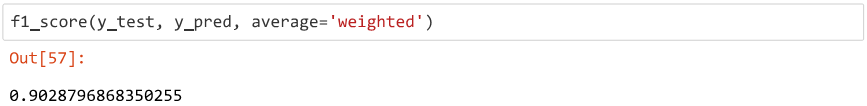 f1_score(y_test, y_pred, average='weighted')
Out[57]:
0.9028796868350255